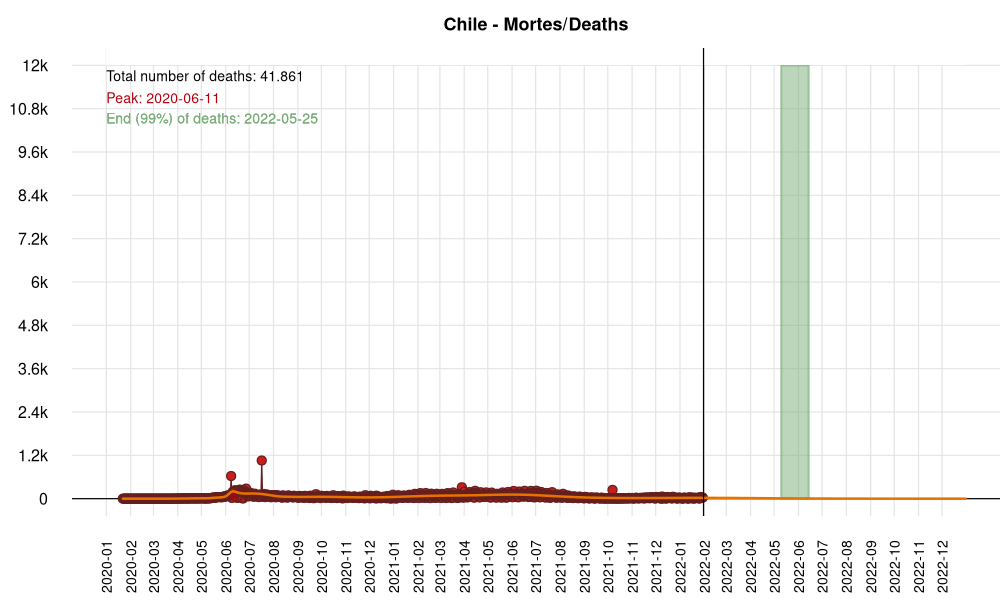 Chile - Mortes/Deaths
Total number of deaths: 41.861
Peak: 2020-06-11
End (99%) of deaths: 2022-05-25
12k
10.8k
9.6k
8.4k
7.2k
6k
4.8k
3.6k
2.4k
1.2k
0
2020-01
2020-02
2020-03
2020-04
2020-05
2020-06
2020-07
2020-08
2020-09
2020-10
2020-11
2020-12
2021-01
2021-02
2021-03
2021-04
2021-05
2021-06
2021-07
2021-08
2021-09
2021-10
2021-11
2021-12
2022-01
2022-02
2022-03
2022-04
2022-05
2022-06
2022-07
2022-08
2022-09
2022-10
2022-11
2022-12